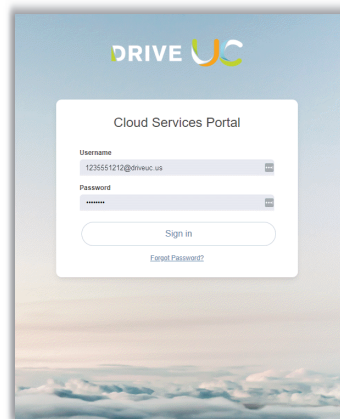 DRIVE UC
Cloud Services Portal
Username
1235551212@driveuc.us
Password
••••••••
Sign in
Forgot Password?